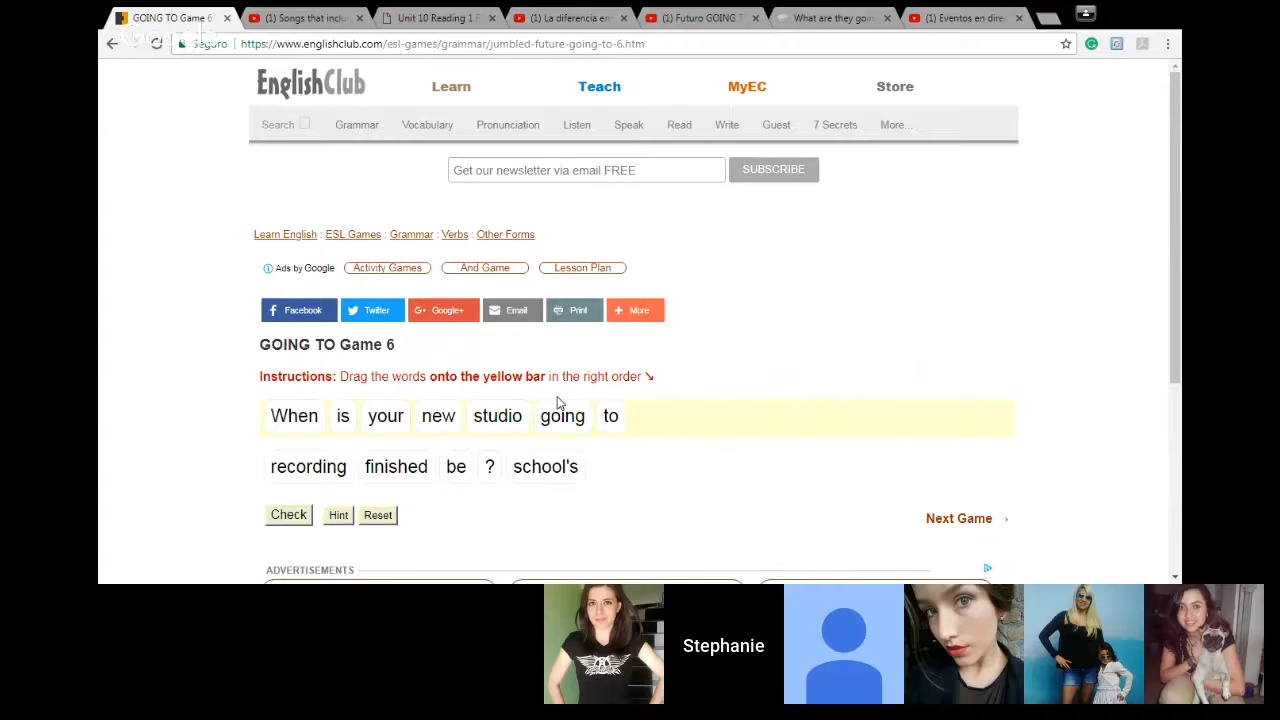 GOING TO Game 6
(1) Songs that inclu
Unit 10 Reading 1 F
(1) La diferencia en
(1) Futuro GOING T
What are they gon
(1) Eventos en direc
Seguro https://www.englishclub.com/esl-games/grammar/jumbled-future-going-to-6.htm
EnglishClub Learn Teach MyEC Store
Search Grammar Vocabulary Pronunciation Listen Speak Read Write Guest 7 Secrets More...
Get our newsletter via email FREE SUBSCRIBE
Learn English : ESL Games : Grammar : Verbs : Other Forms
Ads by Google Activity Games And Game Lesson Plan
Facebook Twitter G+ Google+ Email Print More
GOING TO Game 6
Instructions: Drag the words onto the yellow bar in the right order ↘
When is your new studio going to
recording finished be ? school's
Check Hint Reset
Next Game ›
ADVERTISEMENTS
Stephanie